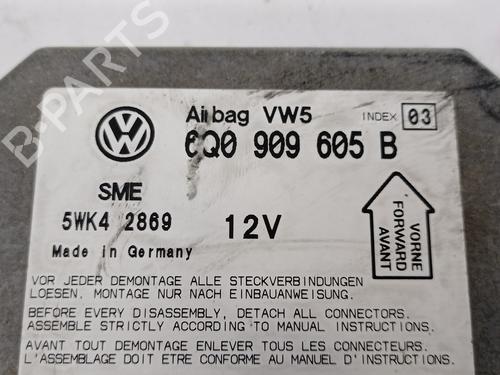 Airbag VW5 INDEX 03
6Q0 909 605 B
SME
5WK4 2869 12V
Made in Germany
VORNE
FORWARD
AVANT
VOR JEDER DEMONTAGE ALLE STECKVERBINDUNGEN
LOESEN. MONTAGE NUR NACH EINBAUANWEISUNG.
BEFORE EVERY DISASSEMBLY, DETACH ALL CONNECTORS.
ASSEMBLE STRICTLY ACCORDING TO MANUAL INSTRUCTIONS.
AVANT TOUT DEMONTAGE ENLEVER TOUS LES CONNECTEURS.
L'ASSEMBLAGE DOIT ETRE CONFORME AU MANUEL D'INSTRUCTIONS.
B-PARTS